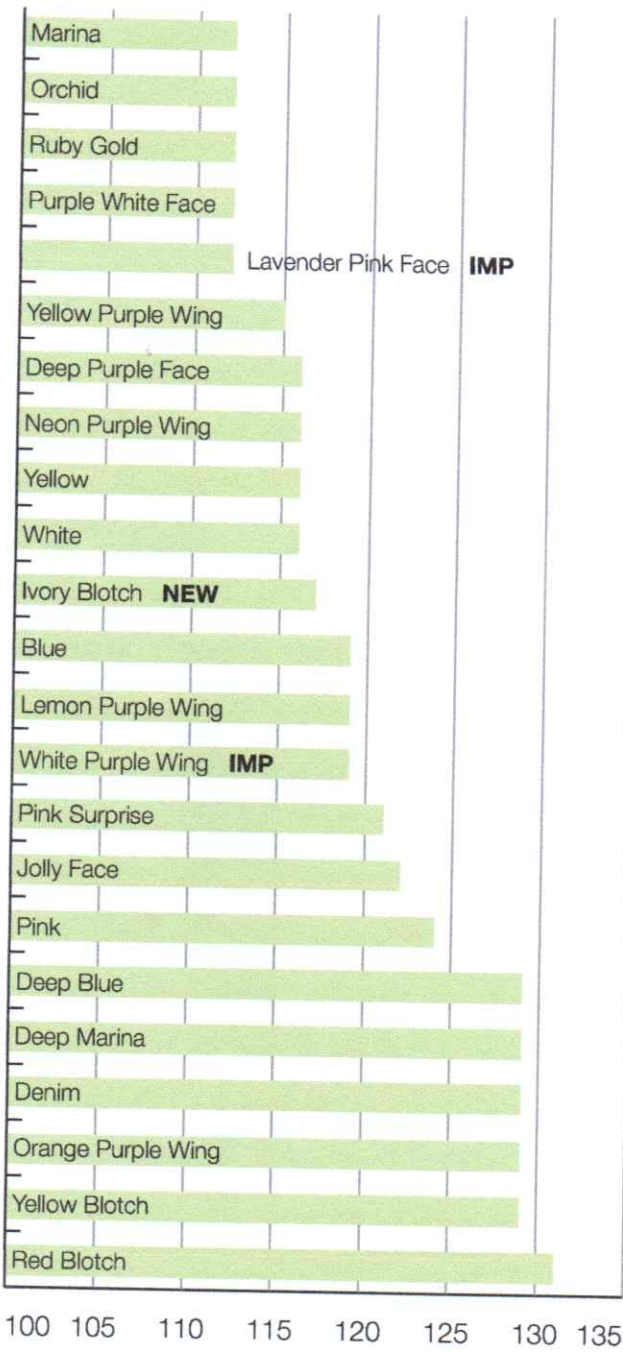 Marina
Orchid
Ruby Gold
Purple White Face
Lavender Pink Face IMP
Yellow Purple Wing
Deep Purple Face
Neon Purple Wing
Yellow
White
Ivory Blotch NEW
Blue
Lemon Purple Wing
White Purple Wing IMP
Pink Surprise
Jolly Face
Pink
Deep Blue
Deep Marina
Denim
Orange Purple Wing
Yellow Blotch
Red Blotch
100 105 110 115 120 125 130 135